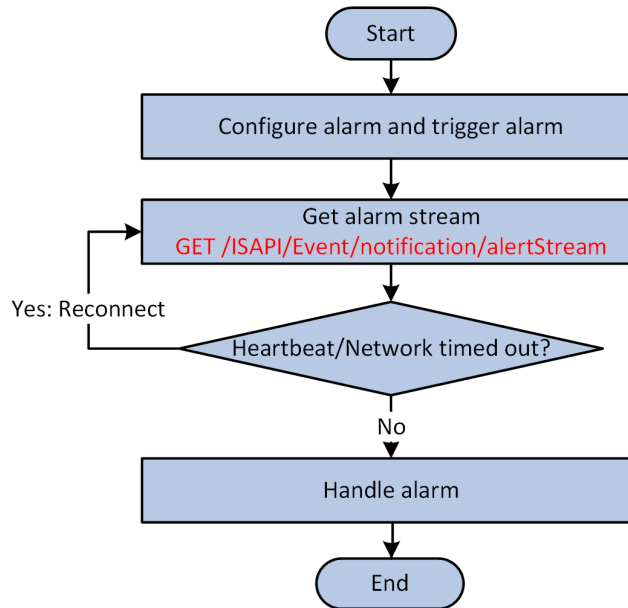 Start
Configure alarm and trigger alarm
Get alarm stream
GET /ISAPI/Event/notification/alertStream
Yes: Reconnect
Heartbeat/Network timed out?
No
Handle alarm
End